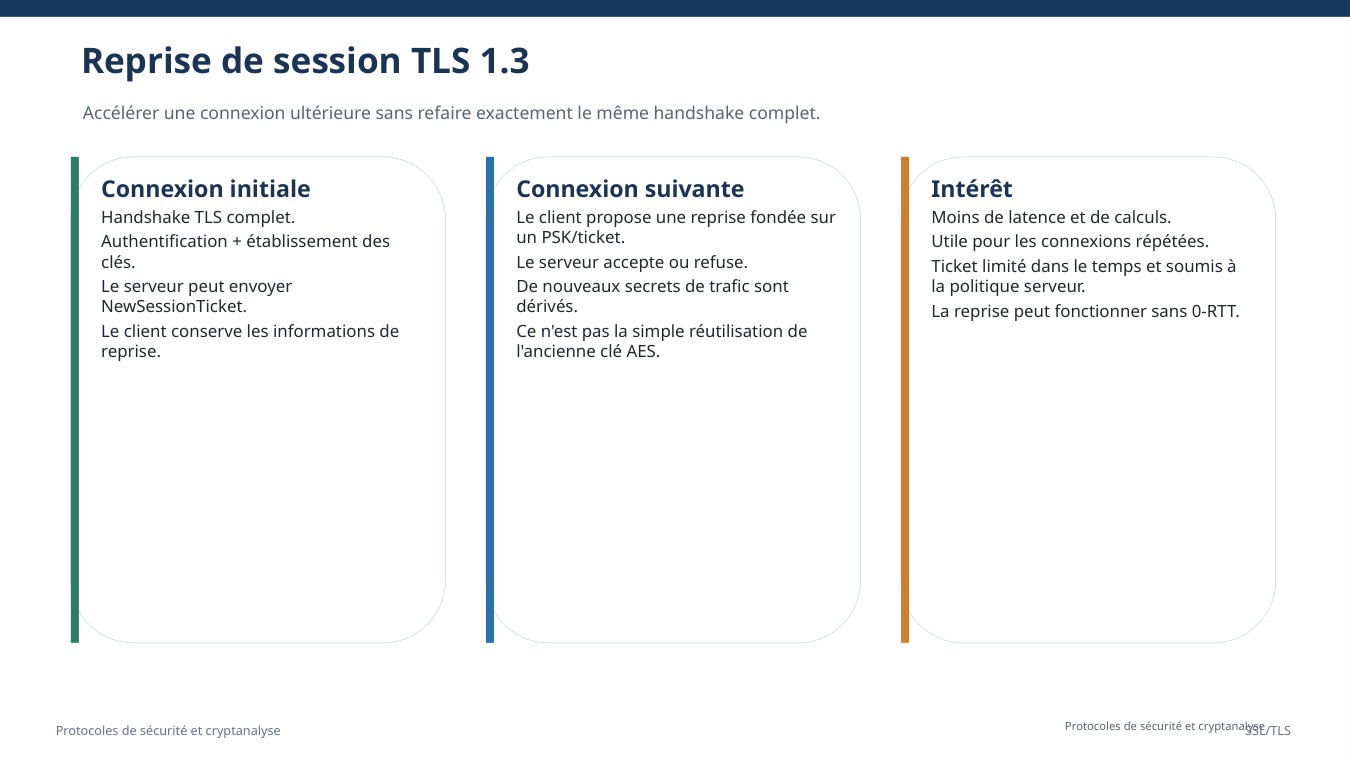 Reprise de session TLS 1.3
Accélérer une connexion ultérieure sans refaire exactement le même handshake complet.
Connexion initiale
Handshake TLS complet.
Authentification + établissement des
clés.
Le serveur peut envoyer
NewSessionTicket.
Le client conserve les informations de
reprise.
Connexion suivante
Le client propose une reprise fondée sur
un PSK/ticket.
Le serveur accepte ou refuse.
De nouveaux secrets de trafic sont
dérivés.
Ce n'est pas la simple réutilisation de
l'ancienne clé AES.
Intérêt
Moins de latence et de calculs.
Utile pour les connexions répétées.
Ticket limité dans le temps et soumis à
la politique serveur.
La reprise peut fonctionner sans 0-RTT.
Protocoles de sécurité et cryptanalyse
Protocoles de sécurité et cryptanalyse
SSL/TLS